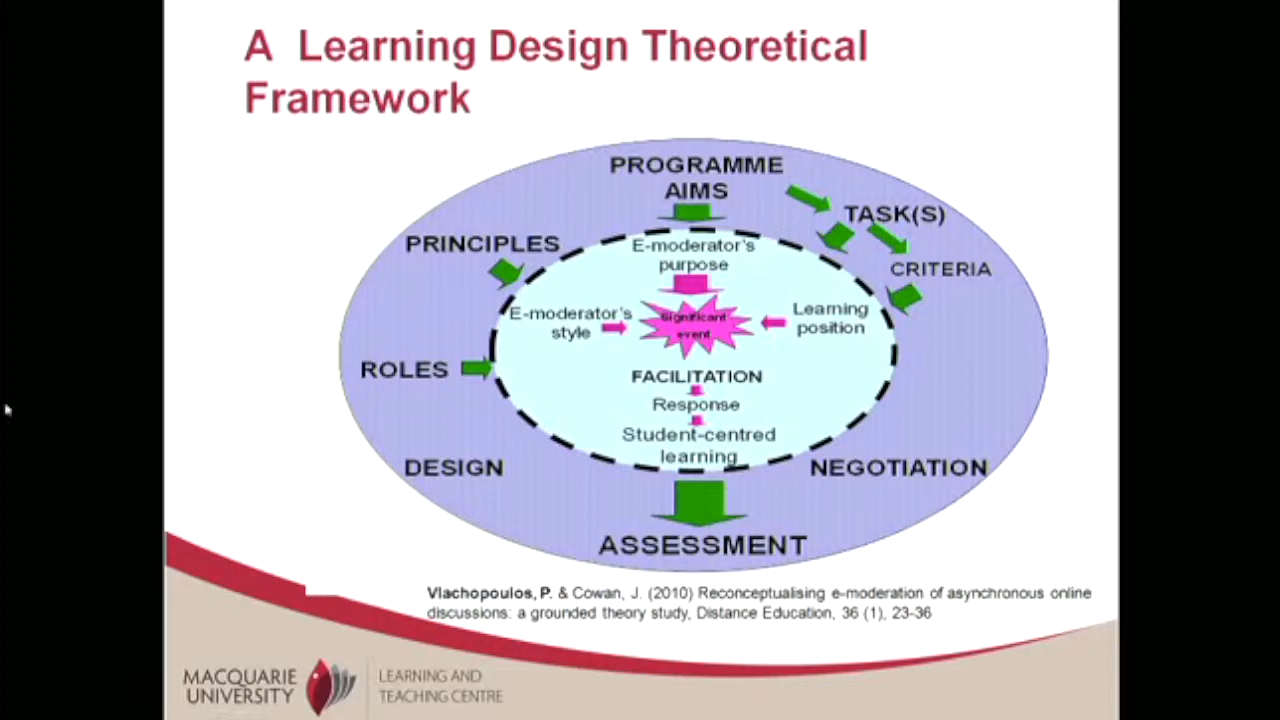 A Learning Design Theoretical
Framework
PROGRAMME
AIMS
TASK(S)
PRINCIPLES
E-moderator's
purpose
CRITERIA
E-moderator's
style
Significant
event
Learning
position
ROLES
FACILITATION
Response
Student-centred
learning
DESIGN
NEGOTIATION
ASSESSMENT
Vlachopoulos, P. & Cowan, J. (2010) Reconceptualising e-moderation of asynchronous online
discussions: a grounded theory study, Distance Education, 36 (1), 23-36
MACQUARIE
UNIVERSITY
LEARNING AND
TEACHING CENTRE